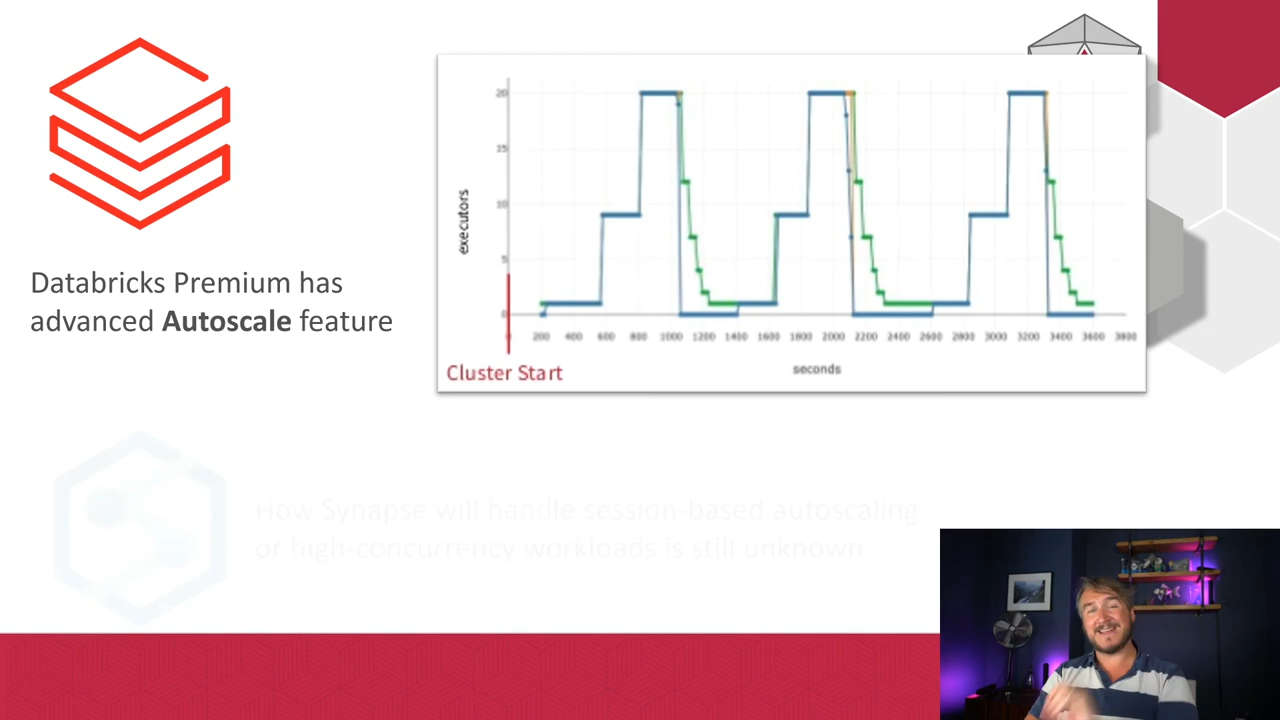 Databricks Premium has
advanced Autoscale feature
executors
20
15
10
5
0
0 200 400 600 800 1000 1200 1400 1600 1800 2000 2200 2400 2600 2800 3000 3200 3400 3600 3800
seconds
Cluster Start
How Synapse will handle session-based autoscaling
or high-concurrency workloads is still unknown